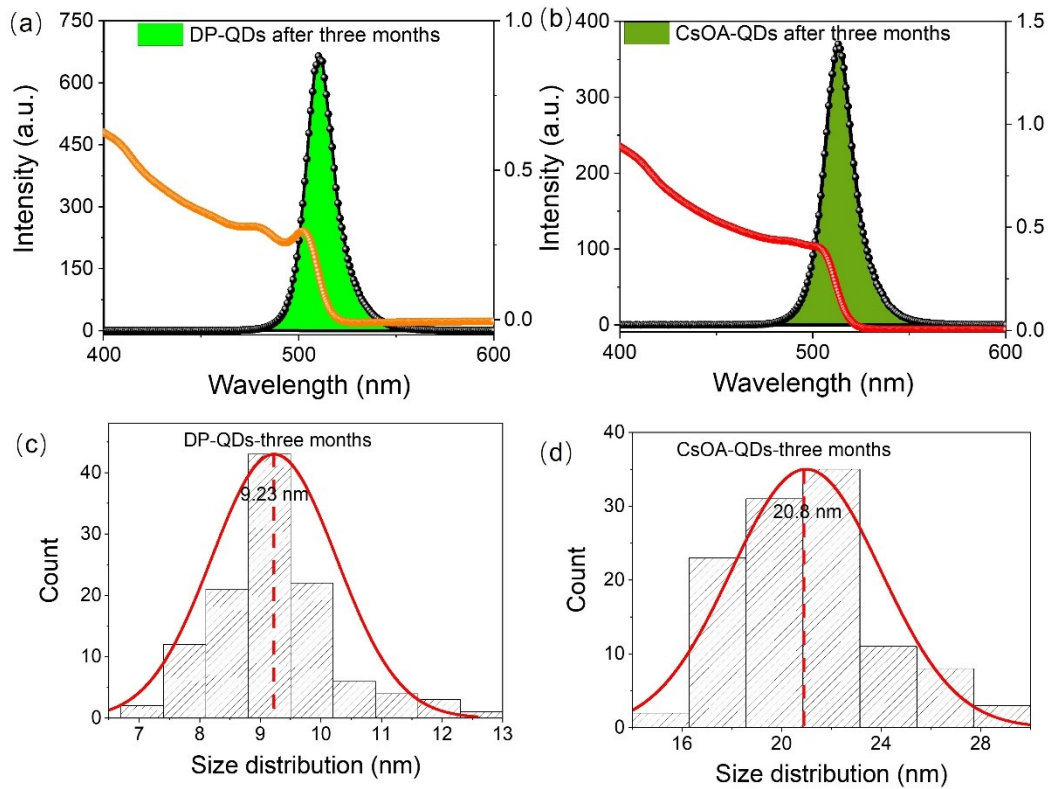 (a)
DP-QDs after three months
Intensity (a.u.)
750
600
450
300
150
0
1.0
0.5
0.0
400
500
600
Wavelength (nm)
(b)
CsOA-QDs after three months
Intensity (a.u.)
400
300
200
100
0
1.5
1.0
0.5
0.0
400
500
600
Wavelength (nm)
(c)
DP-QDs-three months
9.23 nm
Count
40
30
20
10
0
7
8
9
10
11
12
13
Size distribution (nm)
(d)
CsOA-QDs-three months
20.8 nm
Count
40
30
20
10
0
16
20
24
28
Size distribution (nm)